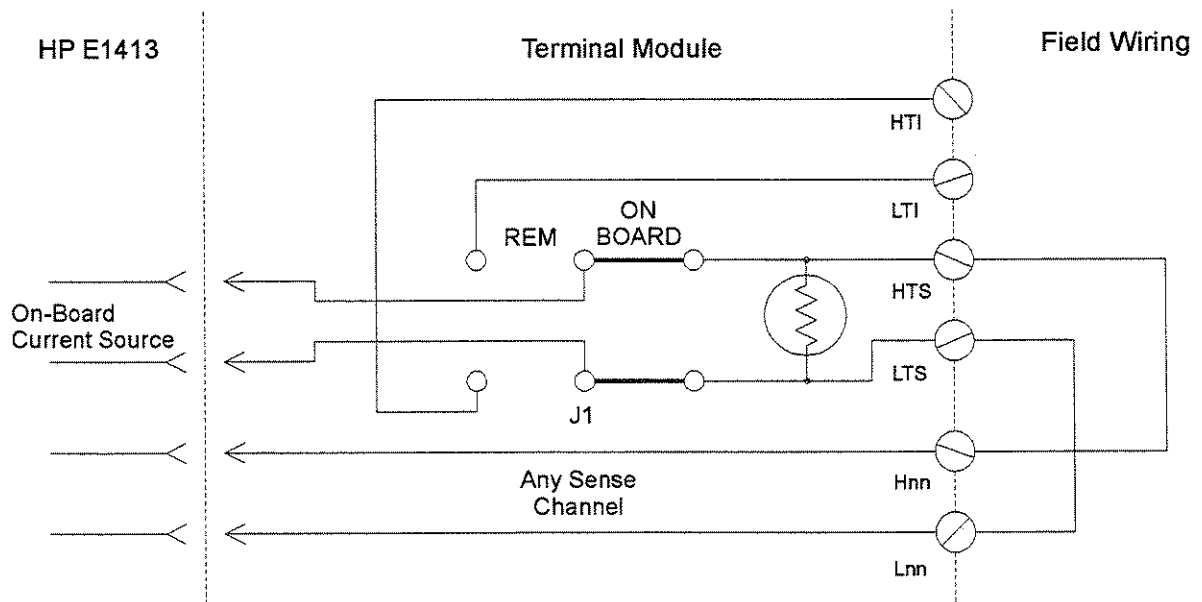 HP E1413
Terminal Module
Field Wiring
HTI
LTI
REM
ON
BOARD
HTS
On-Board
Current Source
LTS
J1
Any Sense
Channel
Hnn
Lnn